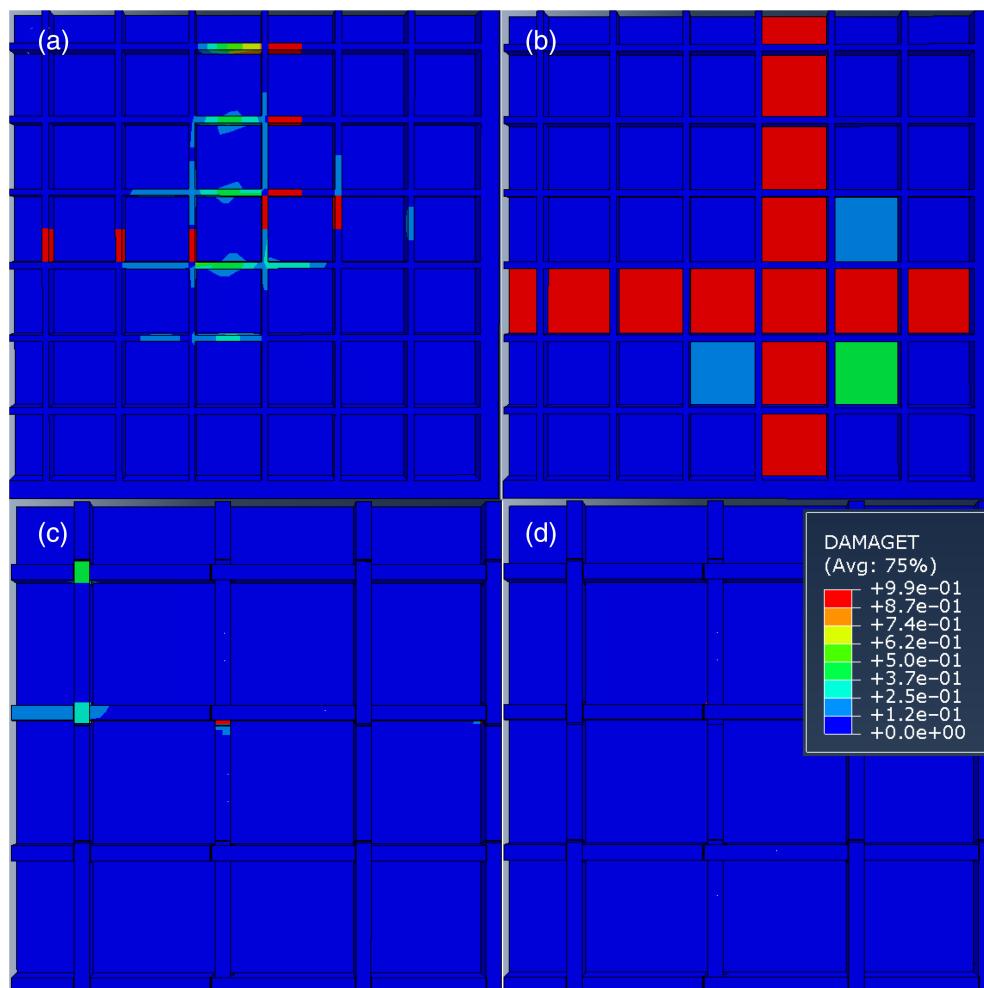 (a)
(b)
(c)
(d)
DAMAGET
(Avg: 75%)
+9.9e−01
+8.7e−01
+7.4e−01
+6.2e−01
+5.0e−01
+3.7e−01
+2.5e−01
+1.2e−01
+0.0e+00